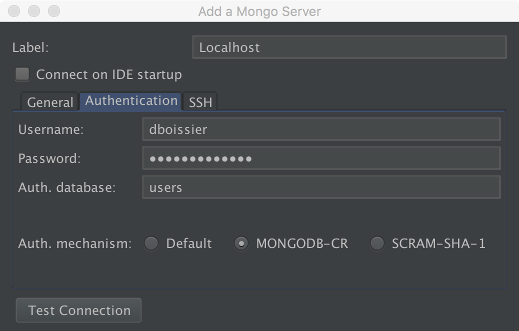 Add a Mongo Server
Label: Localhost
Connect on IDE startup
General Authentication SSH
Username: dboissier
Password: •••••••••••••
Auth. database: users
Auth. mechanism: Default MONGODB-CR SCRAM-SHA-1
Test Connection